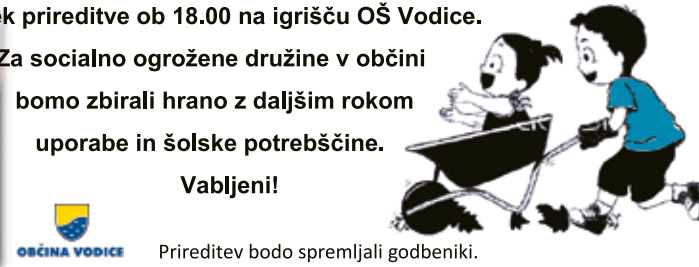 prireditve ob 18.00 na igrišču OŠ Vodice.
Za socialno ogrožene družine v občini
bomo zbirali hrano z daljšim rokom
uporabe in šolske potrebščine.
Vabljeni!
OBČINA VODICE
Prireditev bodo spremljali godbeniki.